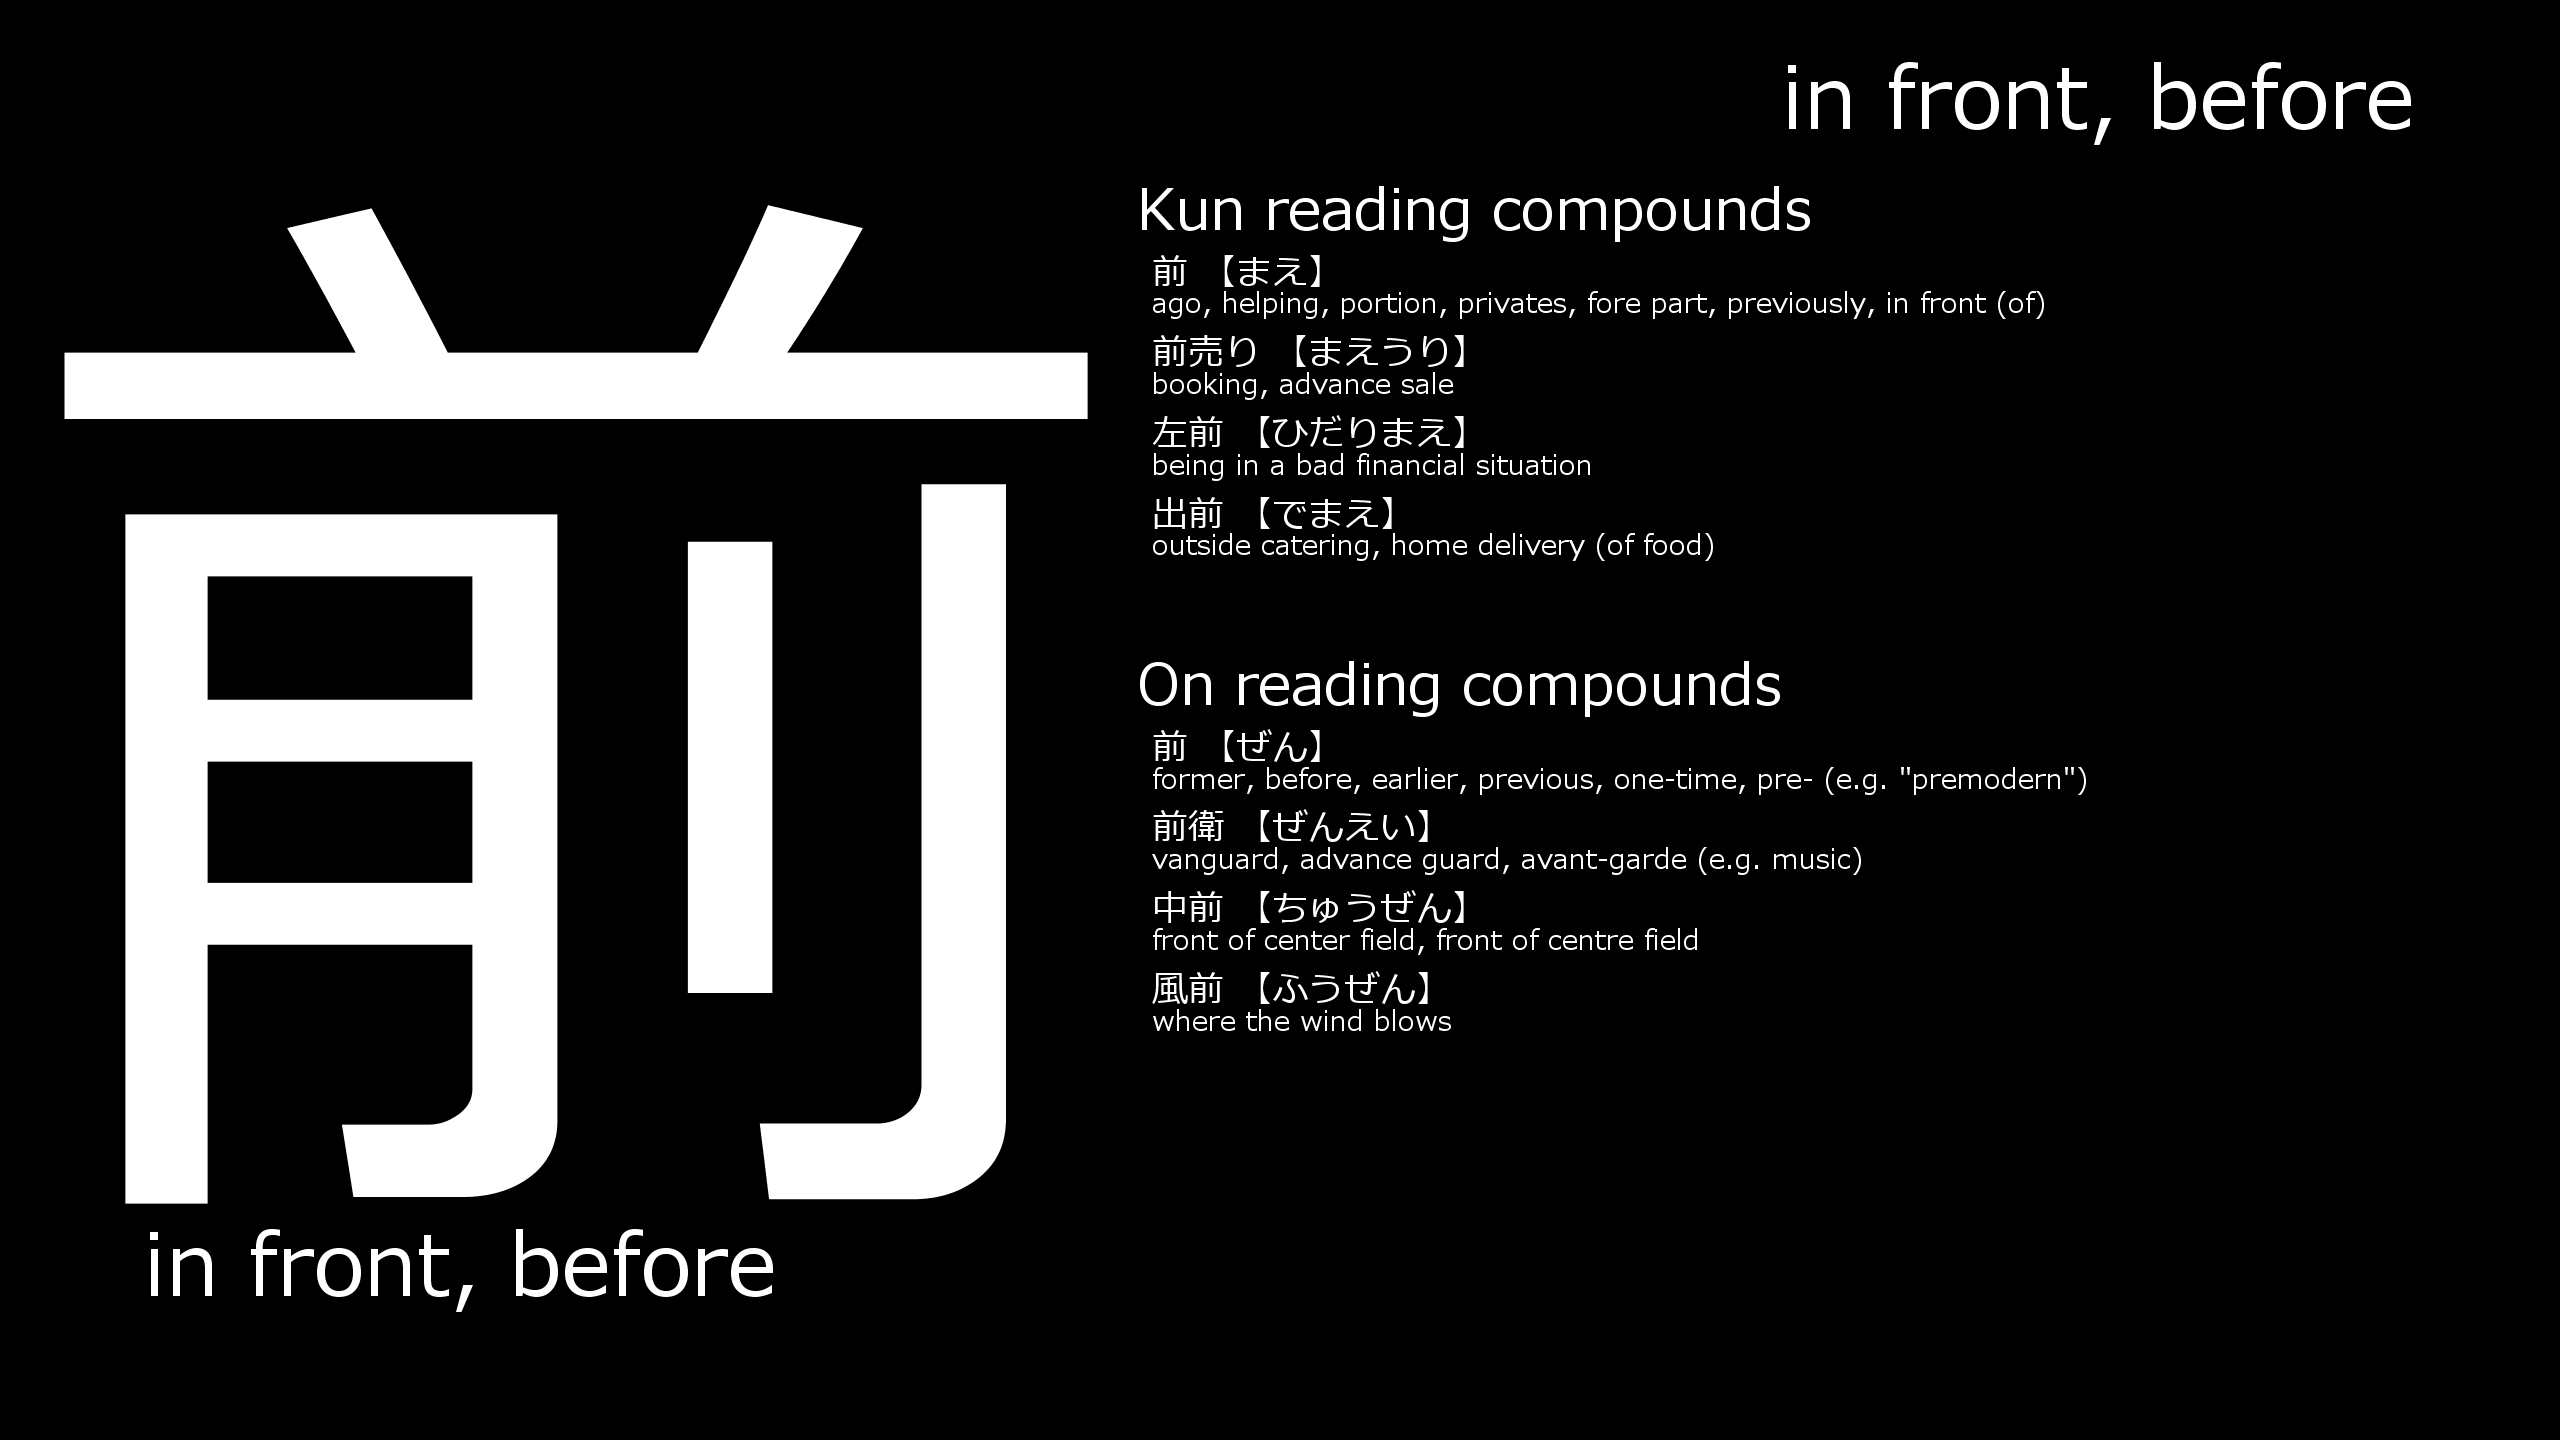 in front, before
前
Kun reading compounds
前 【まえ】
ago, helping, portion, privates, fore part, previously, in front (of)
前売り 【まえうり】
booking, advance sale
左前 【ひだりまえ】
being in a bad financial situation
出前 【でまえ】
outside catering, home delivery (of food)
On reading compounds
前 【ぜん】
former, before, earlier, previous, one-time, pre- (e.g. "premodern")
前衛 【ぜんえい】
vanguard, advance guard, avant-garde (e.g. music)
中前 【ちゅうぜん】
front of center field, front of centre field
風前 【ふうぜん】
where the wind blows
in front, before